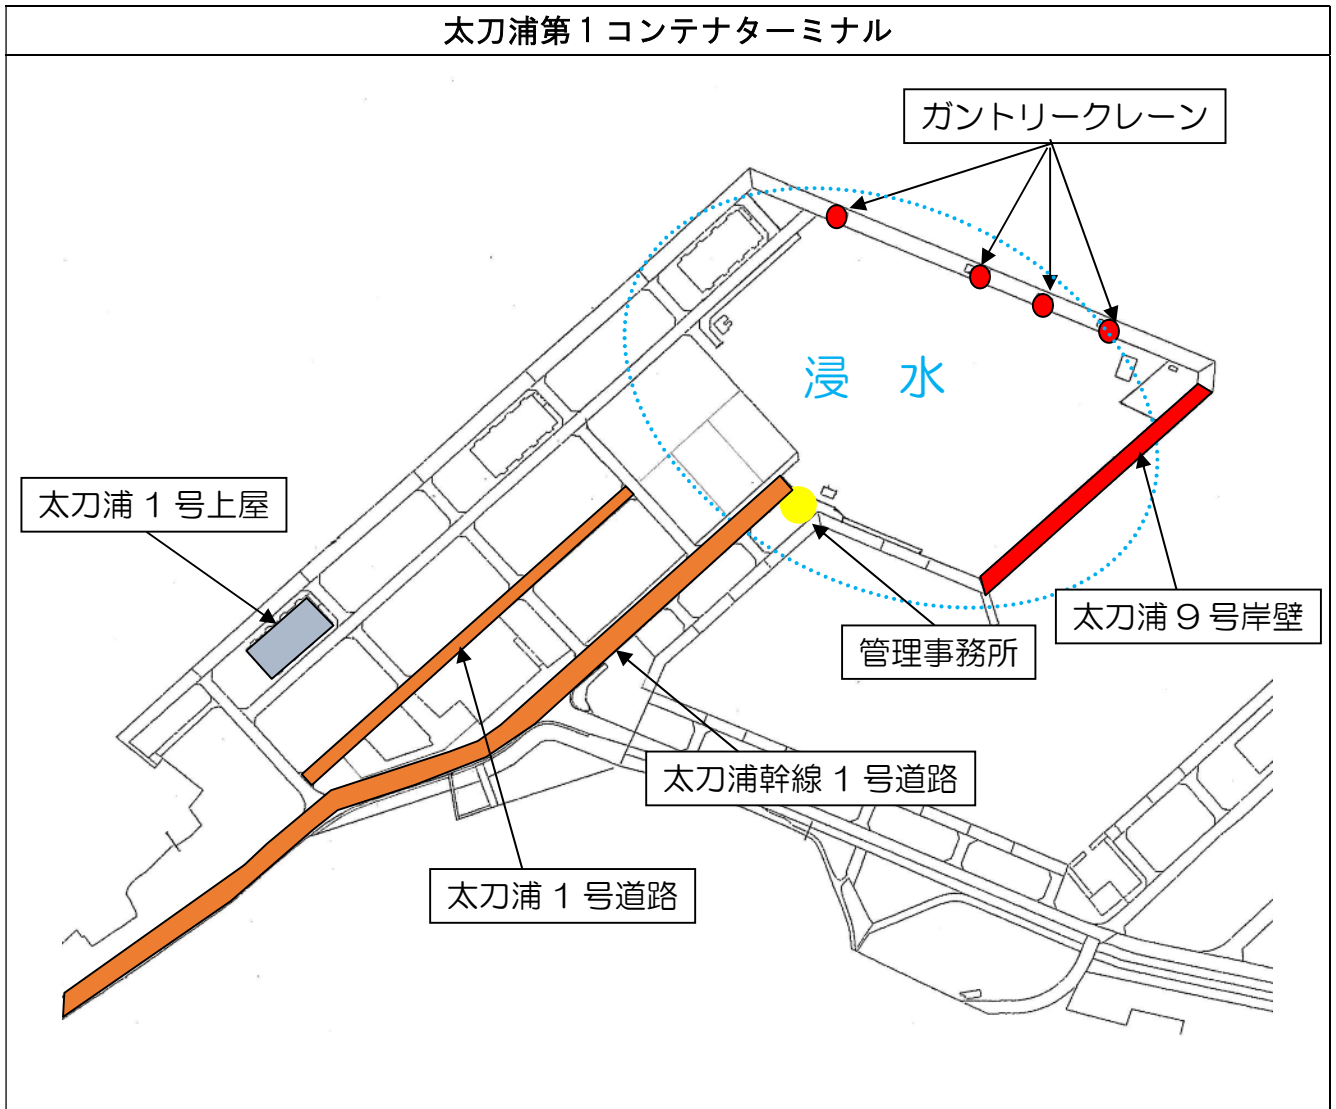 太刀浦第1コンテナターミナル
ガントリークレーン
浸 水
太刀浦1号上屋
太刀浦9号岸壁
管理事務所
太刀浦幹線1号道路
太刀浦1号道路